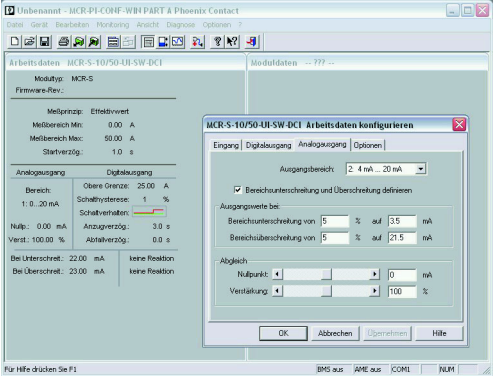 Unbenannt - MCR-PI-CONF-WIN PART A Phoenix Contact
Datei Gerät Bearbeiten Monitoring Ansicht Diagnose Optionen ?
Arbeitsdaten MCR-S-10/50-UI-SW-DCI
Moduldaten -- ??? --
Modultyp: MCR-S
Firmware-Rev.:
Meßprinzip: Effektivwert
Meßbereich Min: 0.00 A
Meßbereich Max: 50.00 A
Startverzög.: 1.0 s
Analogausgang Digitalausgang
Bereich:
1: 0...20 mA
Obere Grenze: 25.00 A
Schalthysterese: 1 %
Schaltverhalten:
Nullp.: 0.00 mA Anzugverzög.: 3.0 s
Verst.: 100.00 % Abfallverzög.: 0.0 s
Bei Unterschreit.: 22.00 mA keine Reaktion
Bei Überschreit.: 23.00 mA keine Reaktion
MCR-S-10/50-UI-SW-DCI Arbeitsdaten konfigurieren
Eingang Digitalausgang Analogausgang Optionen
Ausgangsbereich: 2: 4 mA ... 20 mA
Bereichsunterschreitung und Überschreitung definieren
Ausgangswerte bei:
Bereichsunterschreitung von 5 % auf 3.5 mA
Bereichsüberschreitung von 5 % auf 21.5 mA
Abgleich
Nullpunkt: 0 mA
Verstärkung: 100 %
OK Abbrechen Übernehmen Hilfe
Für Hilfe drücken Sie F1
BMS aus AME aus COM1 NUM